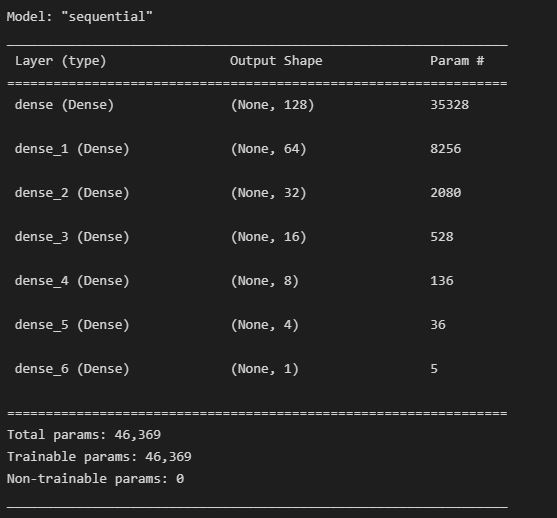 Model: "sequential"
Layer (type) Output Shape Param #
dense (Dense) (None, 128) 35328
dense_1 (Dense) (None, 64) 8256
dense_2 (Dense) (None, 32) 2080
dense_3 (Dense) (None, 16) 528
dense_4 (Dense) (None, 8) 136
dense_5 (Dense) (None, 4) 36
dense_6 (Dense) (None, 1) 5
Total params: 46,369
Trainable params: 46,369
Non-trainable params: 0